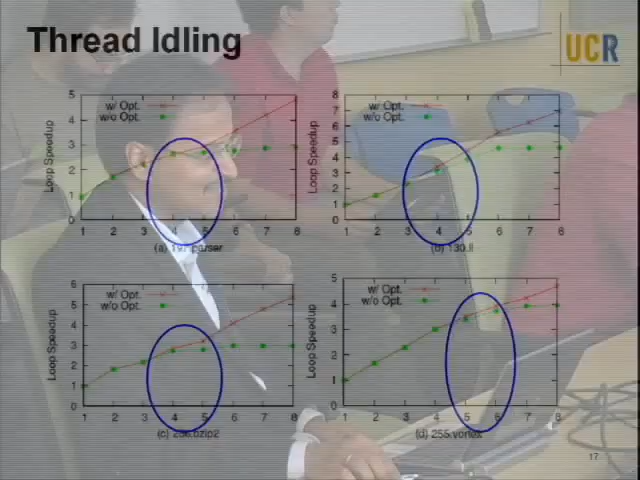 Thread Idling
UCR
w/ Opt.
w/o Opt.
Loop Speedup
5
4
3
2
1
0
1 2 3 4 5 6 7 8
(a) 197.parser
w/ Opt.
w/o Opt.
Loop Speedup
8
7
6
5
4
3
2
1
0
1 2 3 4 5 6 7 8
(b) 130.li
w/ Opt.
w/o Opt.
Loop Speedup
6
5
4
3
2
1
0
1 2 3 4 5 6 7 8
(c) 256.bzip2
w/ Opt.
w/o Opt.
Loop Speedup
5
4
3
2
1
0
1 2 3 4 5 6 7 8
(d) 255.vortex
17